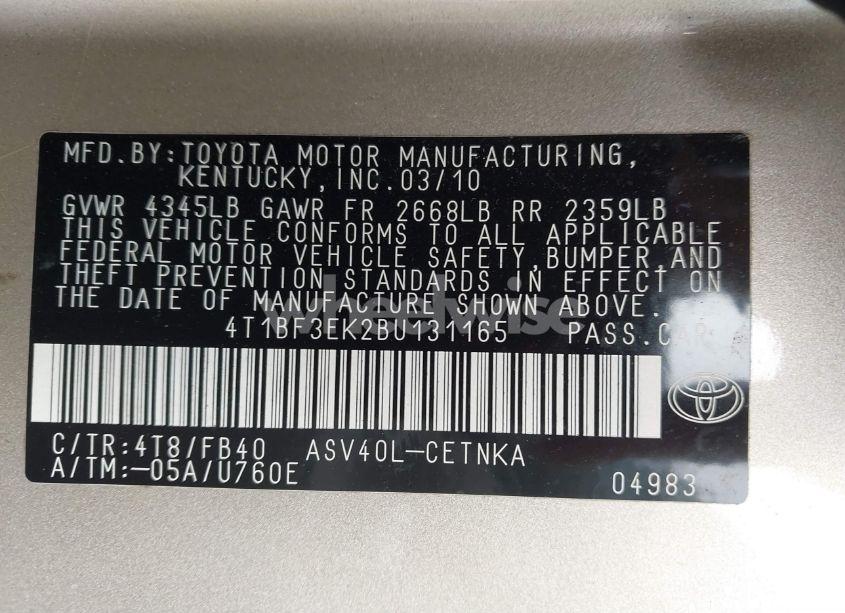 MFD.BY:TOYOTA MOTOR MANUFACTURING,
KENTUCKY,INC.03/10
GVWR 4345LB GAWR FR 2668LB RR 2359LB
THIS VEHICLE CONFORMS TO ALL APPLICABLE
FEDERAL MOTOR VEHICLE SAFETY,BUMPER,AND
THEFT PREVENTION STANDARDS IN EFFECT ON
THE DATE OF MANUFACTURE SHOWN ABOVE.
wheelwise
4T1BF3EK2BU131165 PASS.CAR
C/TR:4T8/FB40 ASV40L-CETNKA
A/TM:-05A/U760E
04983